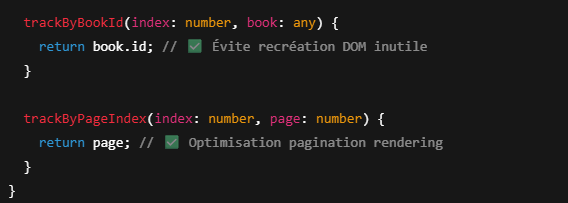 trackByBookId(index: number, book: any) {
return book.id; // ✅ Évite recréation DOM inutile
}
trackByPageIndex(index: number, page: number) {
return page; // ✅ Optimisation pagination rendering
}
}